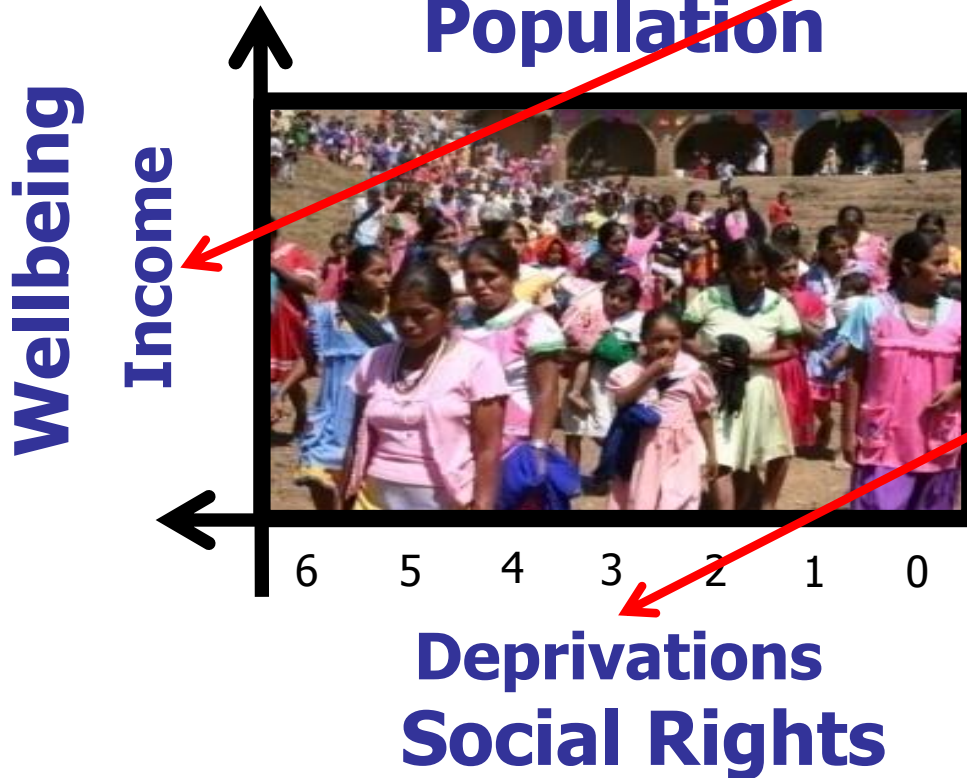 Population
Wellbeing
Income
6 5 4 3 2 1 0
Deprivations
Social Rights